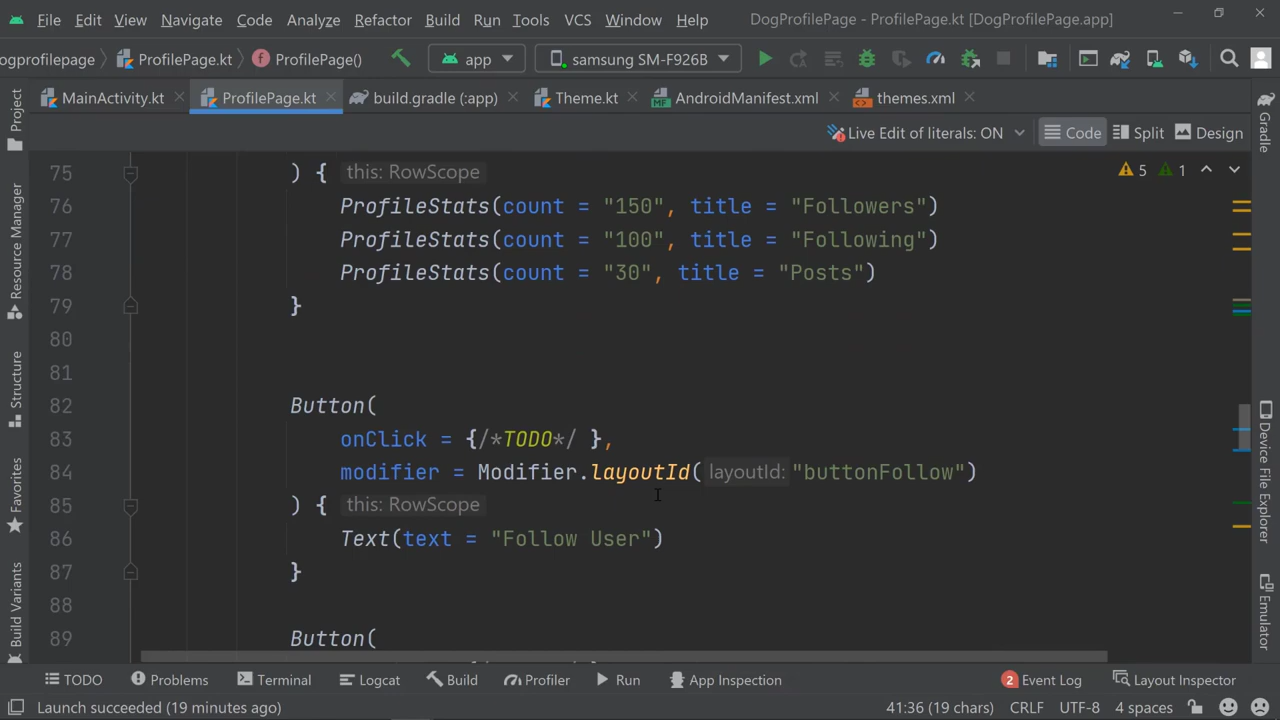 File Edit View Navigate Code Analyze Refactor Build Run Tools VCS Window Help DogProfilePage - ProfilePage.kt [DogProfilePage.app]
ogprofilepage ProfilePage.kt ProfilePage() app samsung SM-F926B
MainActivity.kt ProfilePage.kt build.gradle (:app) Theme.kt AndroidManifest.xml themes.xml
Live Edit of literals: ON Code Split Design
75 ) { this: RowScope 5 1
76 ProfileStats(count = "150", title = "Followers")
77 ProfileStats(count = "100", title = "Following")
78 ProfileStats(count = "30", title = "Posts")
79 }
80
81
82 Button(
83 onClick = {/*TODO*/ },
84 modifier = Modifier.layoutId( layoutId: "buttonFollow")
85 ) { this: RowScope
86 Text(text = "Follow User")
87 }
88
89 Button(
Project
Resource Manager
Structure
Favorites
Build Variants
Gradle
Device File Explorer
Emulator
TODO Problems Terminal Logcat Build Profiler Run App Inspection 2 Event Log Layout Inspector
Launch succeeded (19 minutes ago) 41:36 (19 chars) CRLF UTF-8 4 spaces